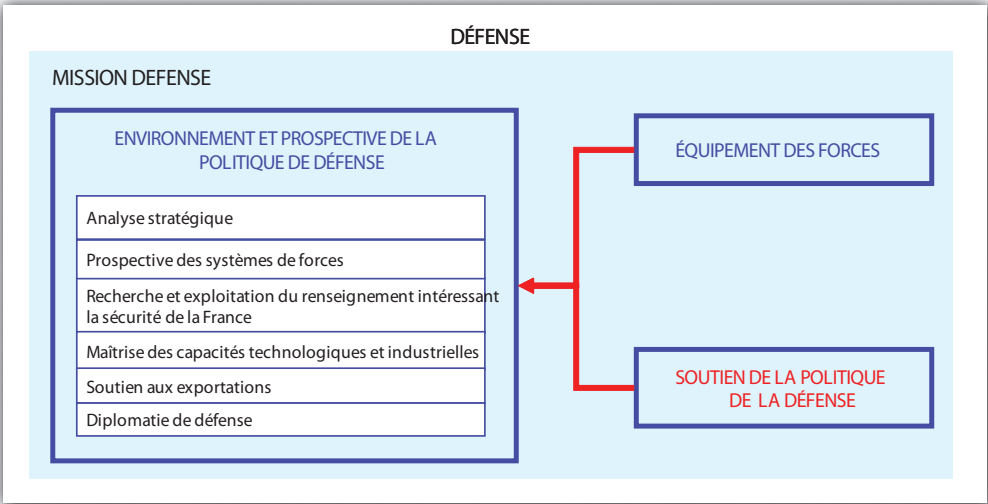 DÉFENSE
MISSION DEFENSE
ENVIRONNEMENT ET PROSPECTIVE DE LA
POLITIQUE DE DÉFENSE
Analyse stratégique
Prospective des systèmes de forces
Recherche et exploitation du renseignement intéressant
la sécurité de la France
Maîtrise des capacités technologiques et industrielles
Soutien aux exportations
Diplomatie de défense
ÉQUIPEMENT DES FORCES
SOUTIEN DE LA POLITIQUE
DE LA DÉFENSE